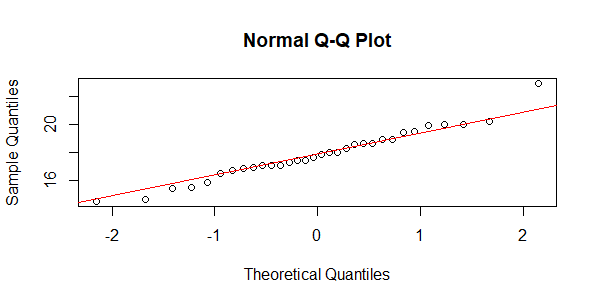 Normal Q-Q Plot
Sample Quantiles
20
16
-2 -1 0 1 2
Theoretical Quantiles